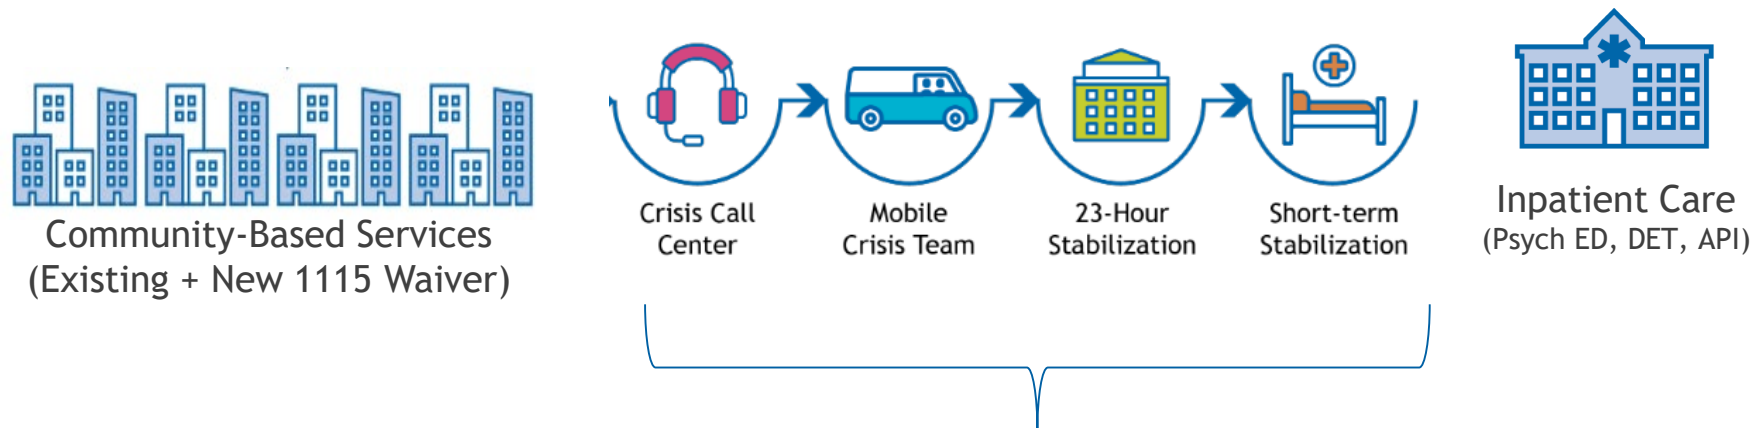 Community-Based Services
(Existing + New 1115 Waiver)
Crisis Call
Center
Mobile
Crisis Team
23-Hour
Stabilization
Short-term
Stabilization
Inpatient Care
(Psych ED, DET, API)